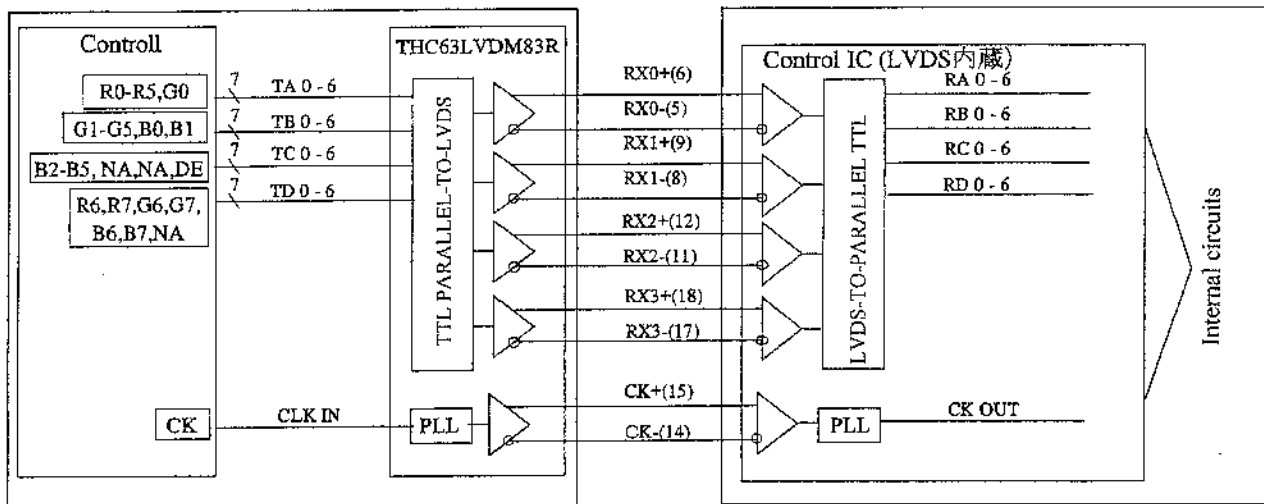 Controll
THC63LVDM83R
Control IC (LVDS内蔵)
R0-R5,G0
7
TA 0 - 6
RX0+(6)
RA 0 - 6
G1-G5,B0,B1
7
TB 0 - 6
RX0-(5)
RB 0 - 6
B2-B5, NA,NA,DE
7
TC 0 - 6
RX1+(9)
RC 0 - 6
R6,R7,G6,G7,
B6,B7,NA
7
TD 0 - 6
RX1-(8)
RD 0 - 6
RX2+(12)
RX2-(11)
RX3+(18)
RX3-(17)
TTL PARALLEL-TO-LVDS
LVDS-TO-PARALLEL TTL
Internal circuits
CK
CLK IN
PLL
CK+(15)
CK-(14)
PLL
CK OUT